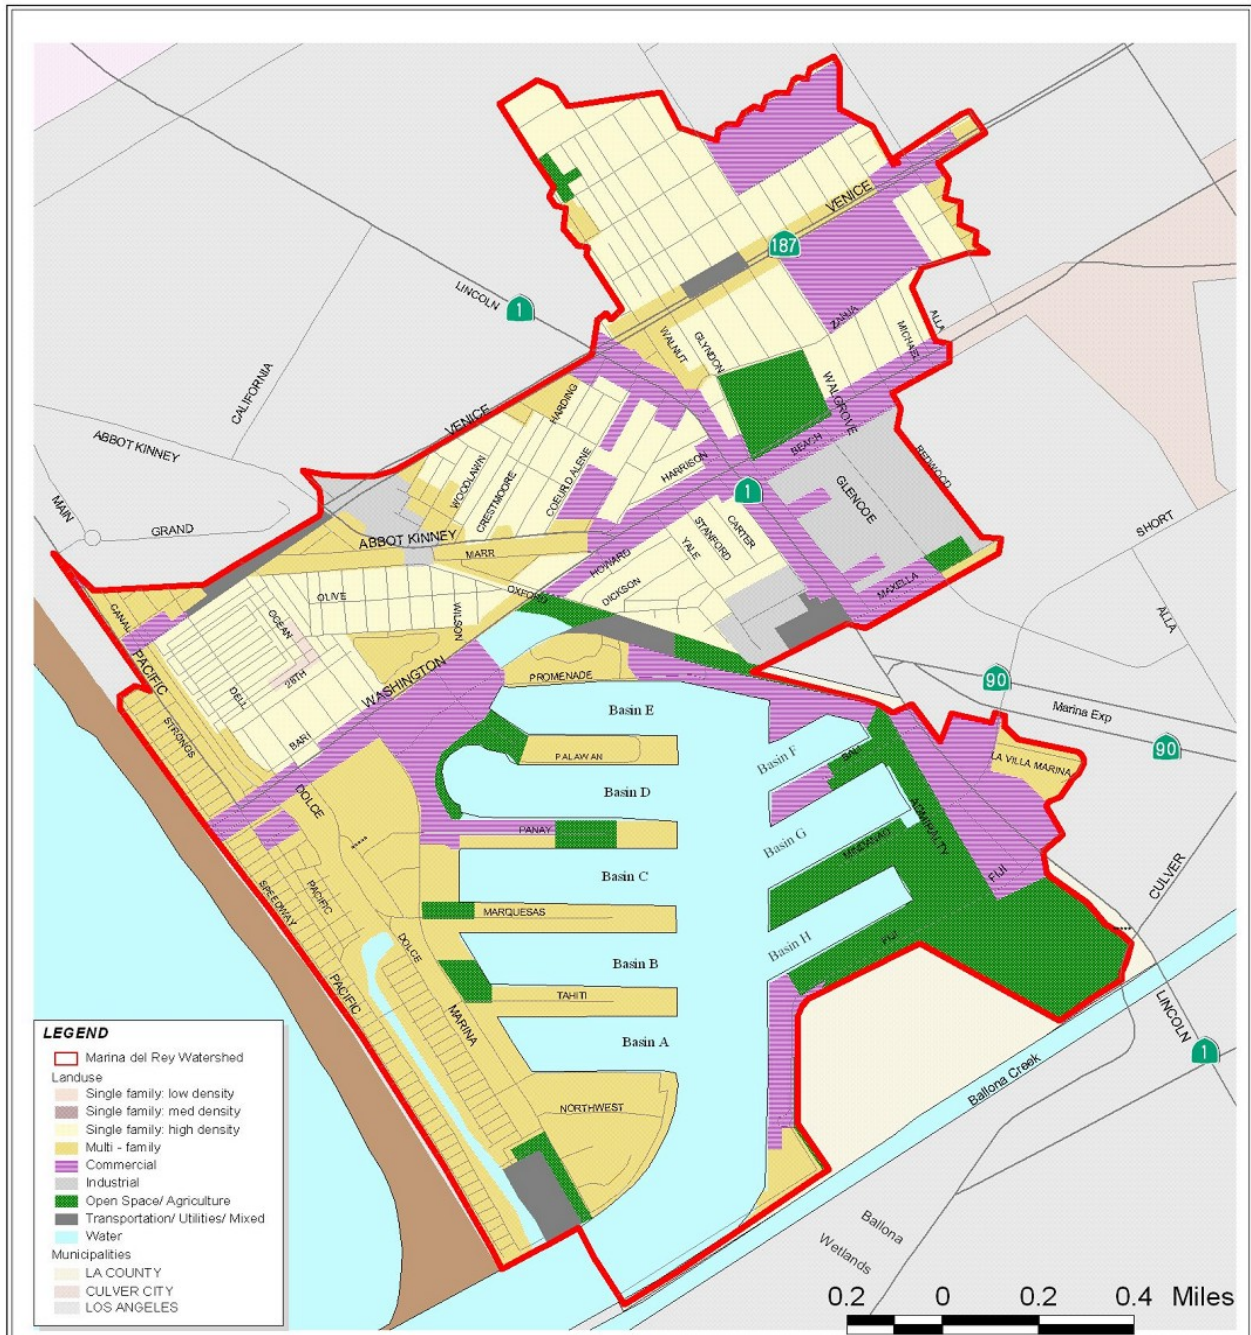 VENICE
187
LINCOLN
1
ZANJA
MICHAEL
ALLA
WALNUT
GLYNDON
WALGROVE
CALIFORNIA
VENICE
HARDING
ABBOT KINNEY
WOODLAWN
CRESTMOORE
COEUR D ALENE
HARRISON
BEACH
REDWOOD
GLENCOE
1
MAIN
GRAND
ABBOT KINNEY
MARR
CARTER
STANFORD
YALE
SHORT
HOWARD
DICKSON
OXFORD
MAXELLA
OLIVE
CANAL
OCEAN
WILSON
ALLA
PACIFIC
28TH
DELL
WASHINGTON
PROMENADE
90
Marina Exp
90
STRONGS
BARI
Basin E
Basin F
BALI
LA VILLA MARINA
PALAWAN
DOLCE
Basin D
ADMIRALTY
PANAY
Basin G
MINDANAO
FIJI
CULVER
SPEEDWAY
PACIFIC
Basin C
MARQUESAS
DOLCE
Basin H
FIJI
PACIFIC
Basin B
TAHITI
MARINA
Basin A
LINCOLN
1
Ballona Creek
NORTHWEST
Ballona
Wetlands
LEGEND
Marina del Rey Watershed
Landuse
Single family: low density
Single family: med density
Single family: high density
Multi - family
Commercial
Industrial
Open Space/ Agriculture
Transportation/ Utilities/ Mixed
Water
Municipalities
LA COUNTY
CULVER CITY
LOS ANGELES
0.2 0 0.2 0.4 Miles